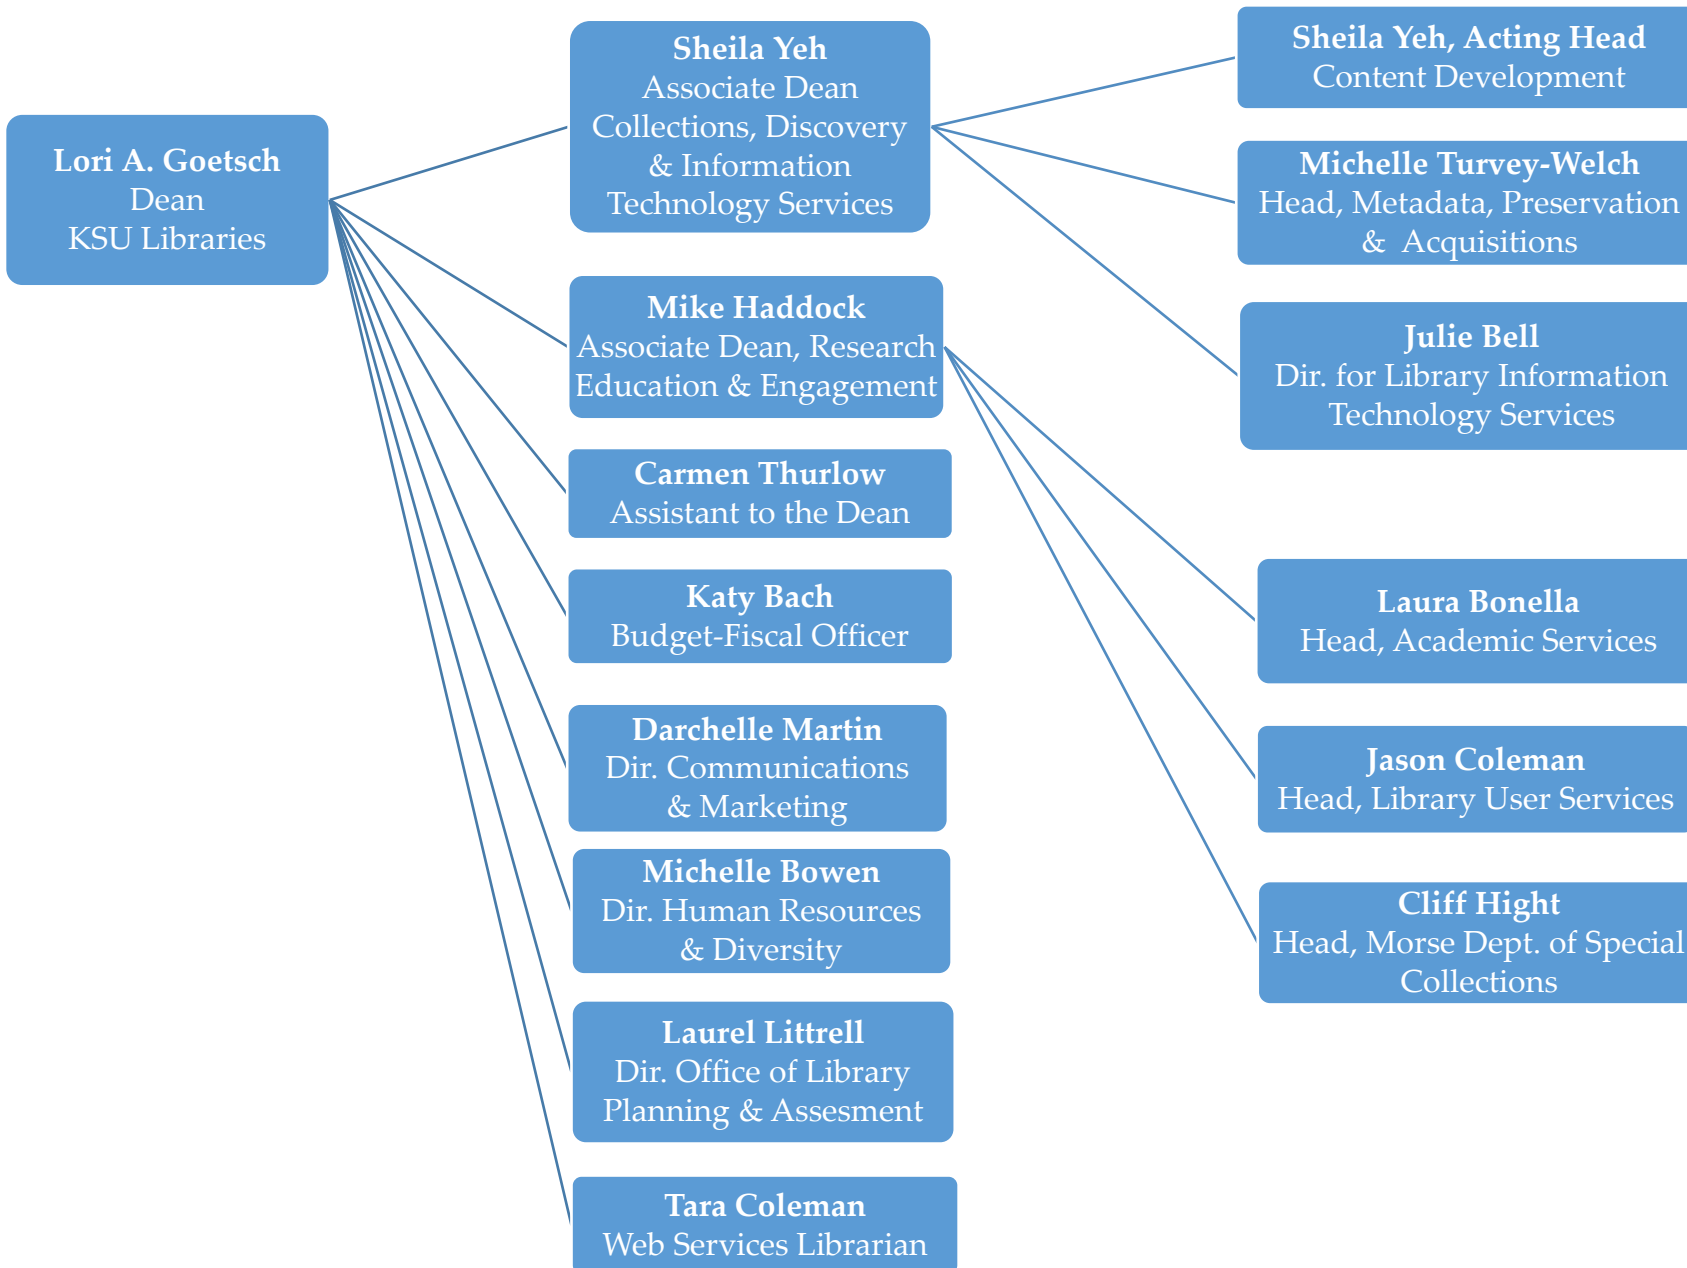 Lori A. Goetsch
Dean
KSU Libraries
Sheila Yeh
Associate Dean
Collections, Discovery
& Information
Technology Services
Mike Haddock
Associate Dean, Research
Education & Engagement
Carmen Thurlow
Assistant to the Dean
Katy Bach
Budget-Fiscal Officer
Darchelle Martin
Dir. Communications
& Marketing
Michelle Bowen
Dir. Human Resources
& Diversity
Laurel Littrell
Dir. Office of Library
Planning & Assesment
Tara Coleman
Web Services Librarian
Sheila Yeh, Acting Head
Content Development
Michelle Turvey-Welch
Head, Metadata, Preservation
& Acquisitions
Julie Bell
Dir. for Library Information
Technology Services
Laura Bonella
Head, Academic Services
Jason Coleman
Head, Library User Services
Cliff Hight
Head, Morse Dept. of Special
Collections